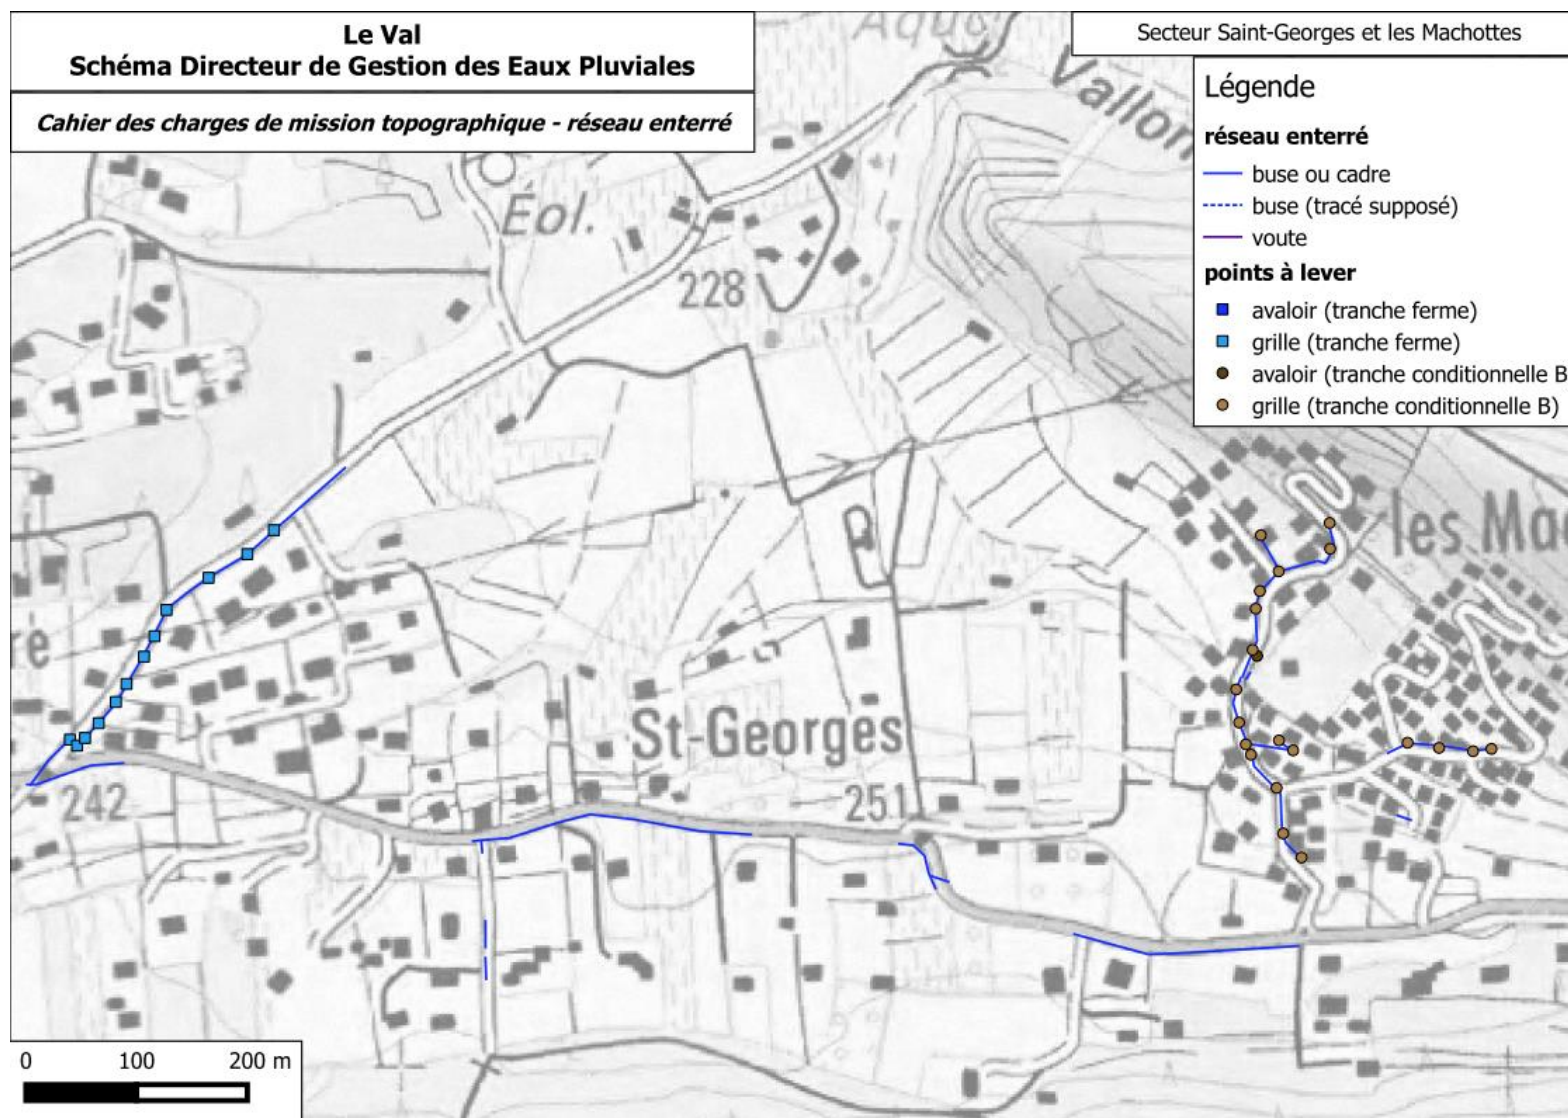 Le Val
Schéma Directeur de Gestion des Eaux Pluviales
Cahier des charges de mission topographique - réseau enterré
Secteur Saint-Georges et les Machottes
Légende
réseau enterré
buse ou cadre
buse (tracé supposé)
voute
points à lever
avaloir (tranche ferme)
grille (tranche ferme)
avaloir (tranche conditionnelle B
grille (tranche conditionnelle B)
Aqu
Vallon
Éol.
228
les Ma
ré
St-Georges
242
251
0 100 200 m